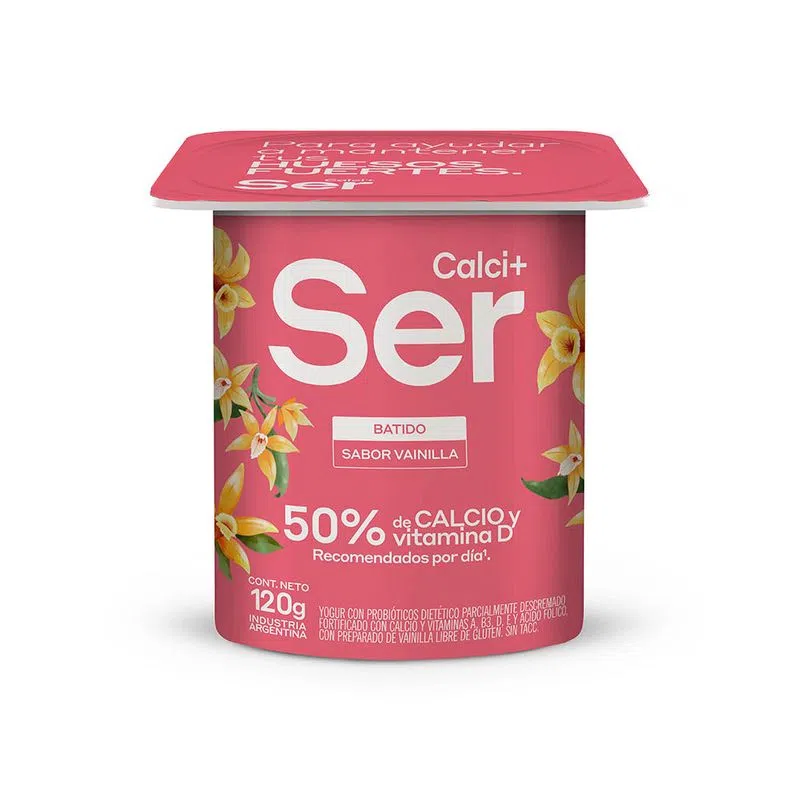 Para ayudar
a mantener
tus
HUESOS
FUERTES.
Calci+
Ser
Calci+
Ser
BATIDO
SABOR VAINILLA
50% de CALCIO y
vitamina D
Recomendados por día¹.
CONT. NETO
120g
INDUSTRIA
ARGENTINA
YOGUR CON PROBIÓTICOS DIETÉTICO PARCIALMENTE DESCREMADO
FORTIFICADO CON CALCIO Y VITAMINAS A, B3, D, E Y ÁCIDO FÓLICO,
CON PREPARADO DE VAINILLA LIBRE DE GLUTEN. SIN TACC.